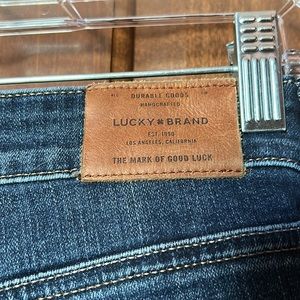 DURABLE GOODS
HANDCRAFTED
LUCKY BRAND
EST. 1990
LOS ANGELES, CALIFORNIA
THE MARK OF GOOD LUCK